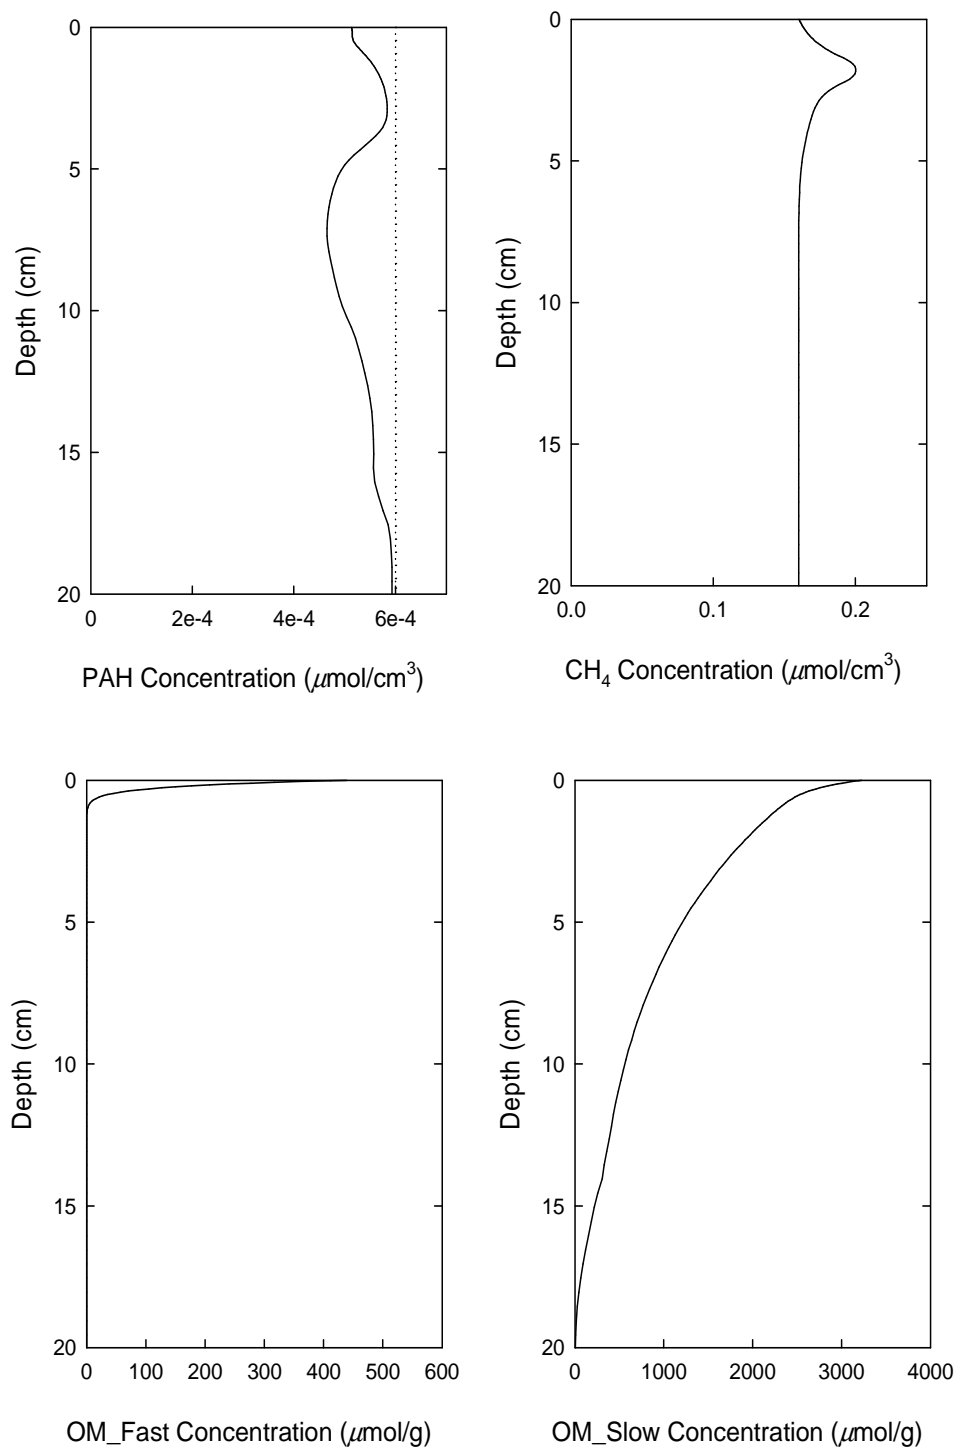 0
5
10
15
20
Depth (cm)
0 2e-4 4e-4 6e-4
PAH Concentration (μmol/cm³)
0
5
10
15
20
Depth (cm)
0.0 0.1 0.2
CH₄ Concentration (μmol/cm³)
0
5
10
15
20
Depth (cm)
0 100 200 300 400 500 600
OM_Fast Concentration (μmol/g)
0
5
10
15
20
Depth (cm)
0 1000 2000 3000 4000
OM_Slow Concentration (μmol/g)